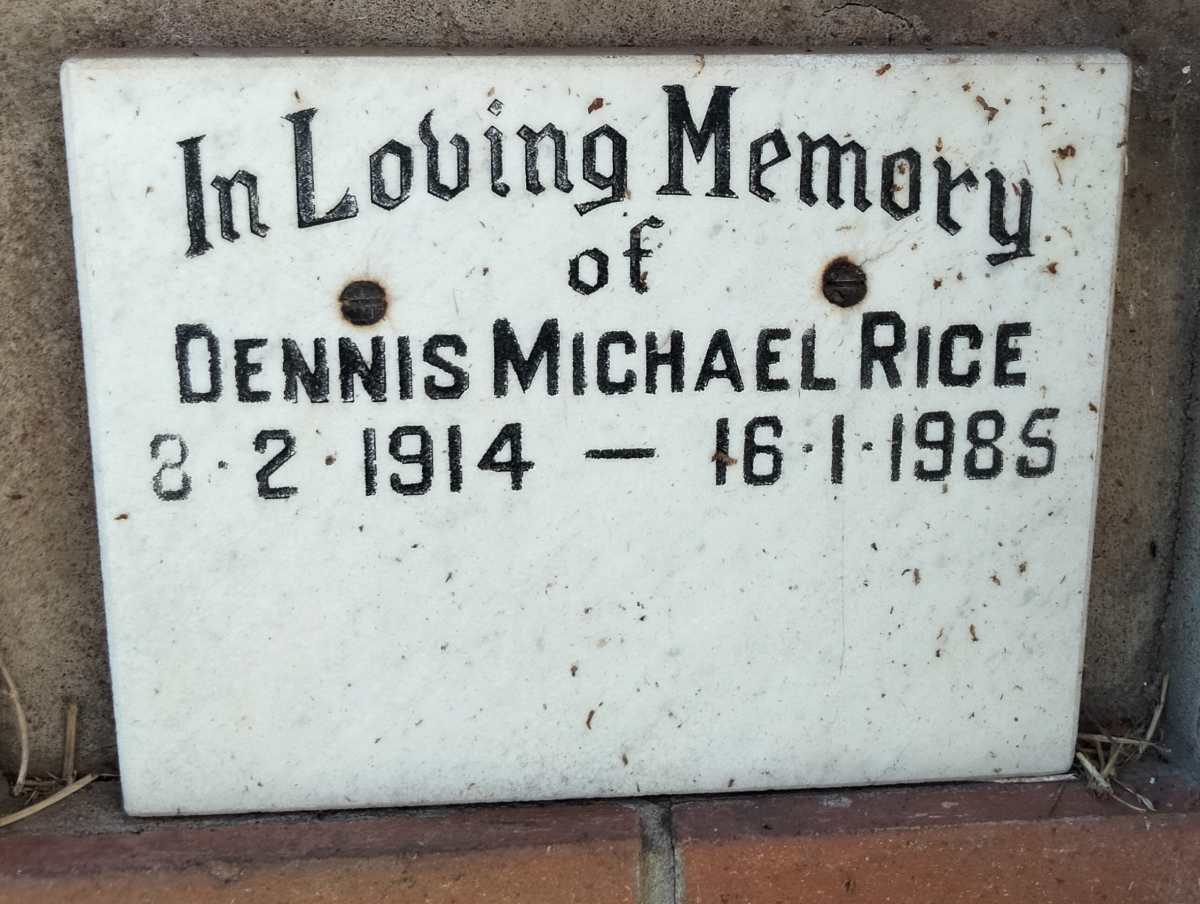 In Loving Memory
of
DENNIS MICHAEL RICE
8·2·1914 — 16·1·1985